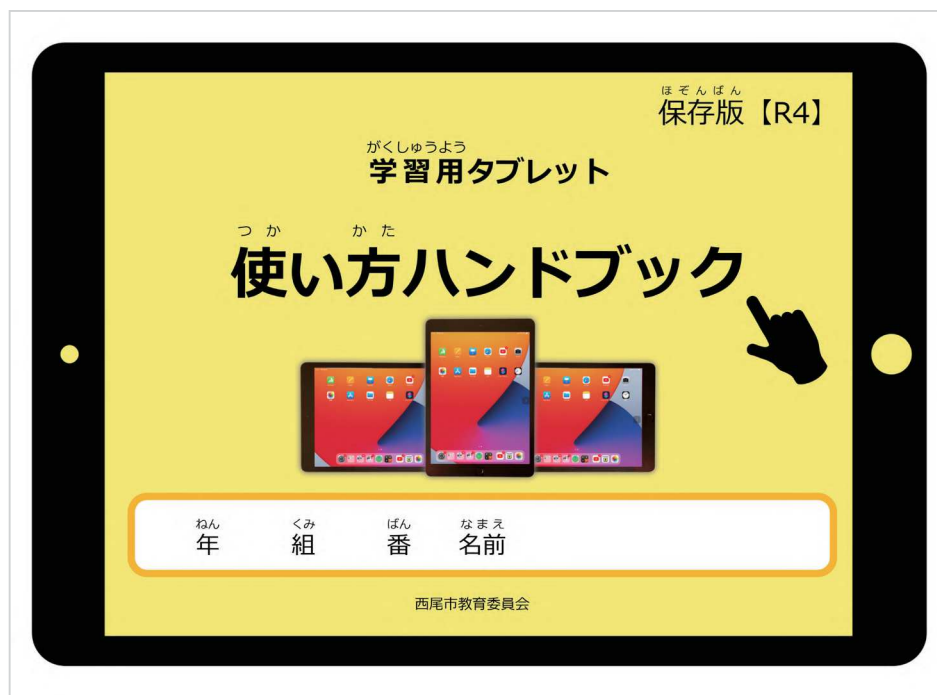 ほぞんばん
保存版【R4】
がくしゅうよう
学習用タブレット
つか かた
使い方ハンドブック
ねん くみ ばん なまえ
年 組 番 名前
西尾市教育委員会